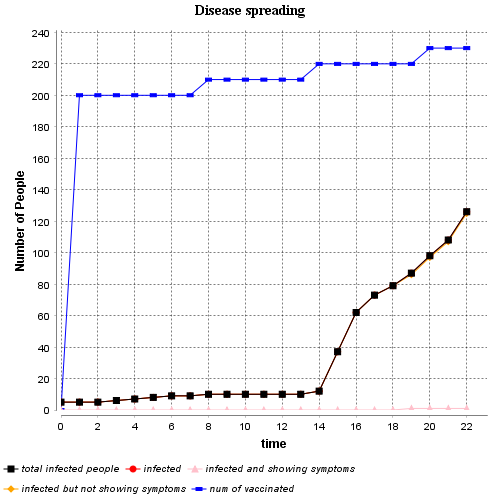 Disease spreading
Number of People
240
220
200
180
160
140
120
100
80
60
40
20
0
0 2 4 6 8 10 12 14 16 18 20 22
time
total infected people infected infected and showing symptoms
infected but not showing symptoms num of vaccinated